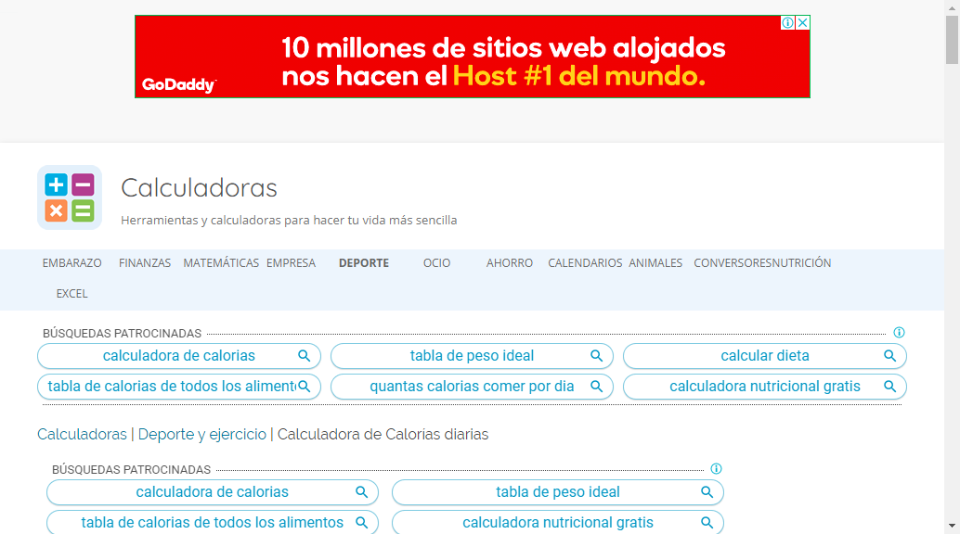 10 millones de sitios web alojados
nos hacen el Host #1 del mundo.
GoDaddy
Calculadoras
Herramientas y calculadoras para hacer tu vida más sencilla
EMBARAZO FINANZAS MATEMÁTICAS EMPRESA DEPORTE OCIO AHORRO CALENDARIOS ANIMALES CONVERSORESNUTRICIÓN
EXCEL
BÚSQUEDAS PATROCINADAS
calculadora de calorias tabla de peso ideal calcular dieta
tabla de calorias de todos los aliment quantas calorias comer por dia calculadora nutricional gratis
Calculadoras | Deporte y ejercicio | Calculadora de Calorías diarias
BÚSQUEDAS PATROCINADAS
calculadora de calorias tabla de peso ideal
tabla de calorias de todos los alimentos calculadora nutricional gratis